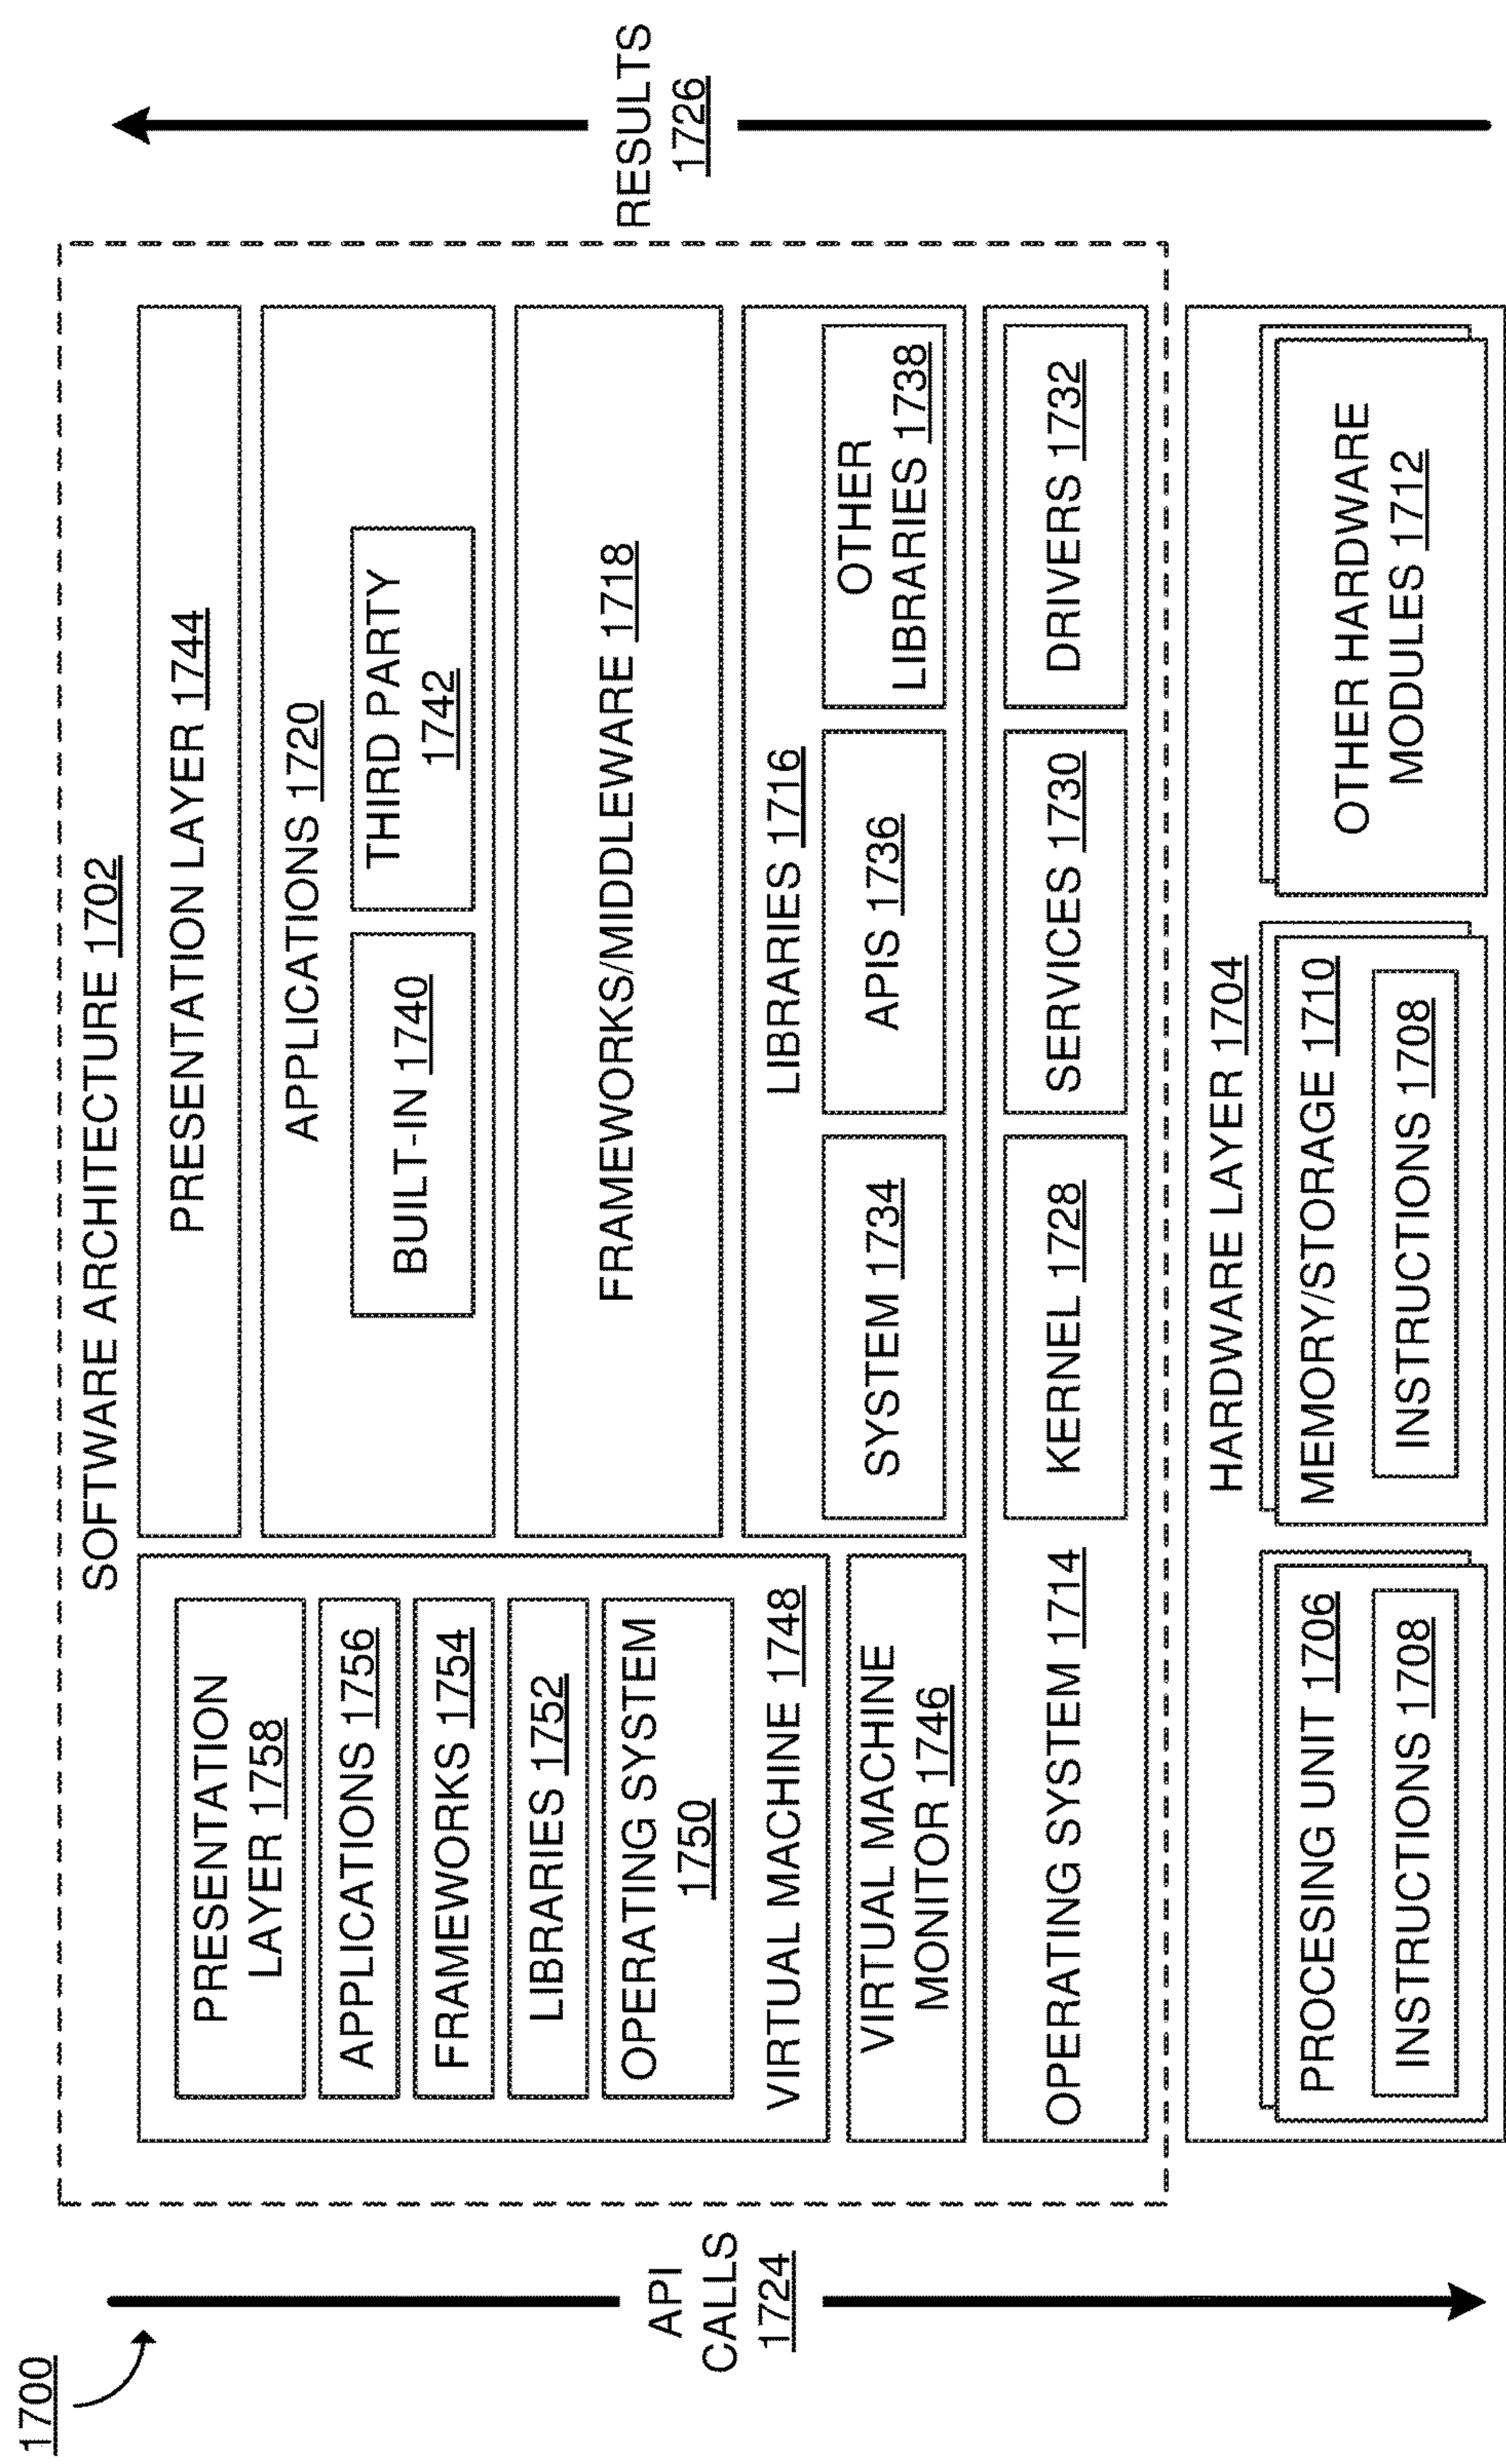 1700
SOFTWARE ARCHITECTURE 1702
PRESENTATION
LAYER 1758
APPLICATIONS 1756
FRAMEWORKS 1754
LIBRARIES 1752
OPERATING SYSTEM
1750
VIRTUAL MACHINE 1748
VIRTUAL MACHINE
MONITOR 1746
PRESENTATION LAYER 1744
APPLICATIONS 1720
BUILT-IN 1740
THIRD PARTY
1742
FRAMEWORKS/MIDDLEWARE 1718
LIBRARIES 1716
SYSTEM 1734
APIS 1736
OTHER
LIBRARIES 1738
OPERATING SYSTEM 1714
KERNEL 1728
SERVICES 1730
DRIVERS 1732
HARDWARE LAYER 1704
PROCESING UNIT 1706
INSTRUCTIONS 1708
MEMORY/STORAGE 1710
INSTRUCTIONS 1708
OTHER HARDWARE
MODULES 1712
API
CALLS
1724
RESULTS
1726